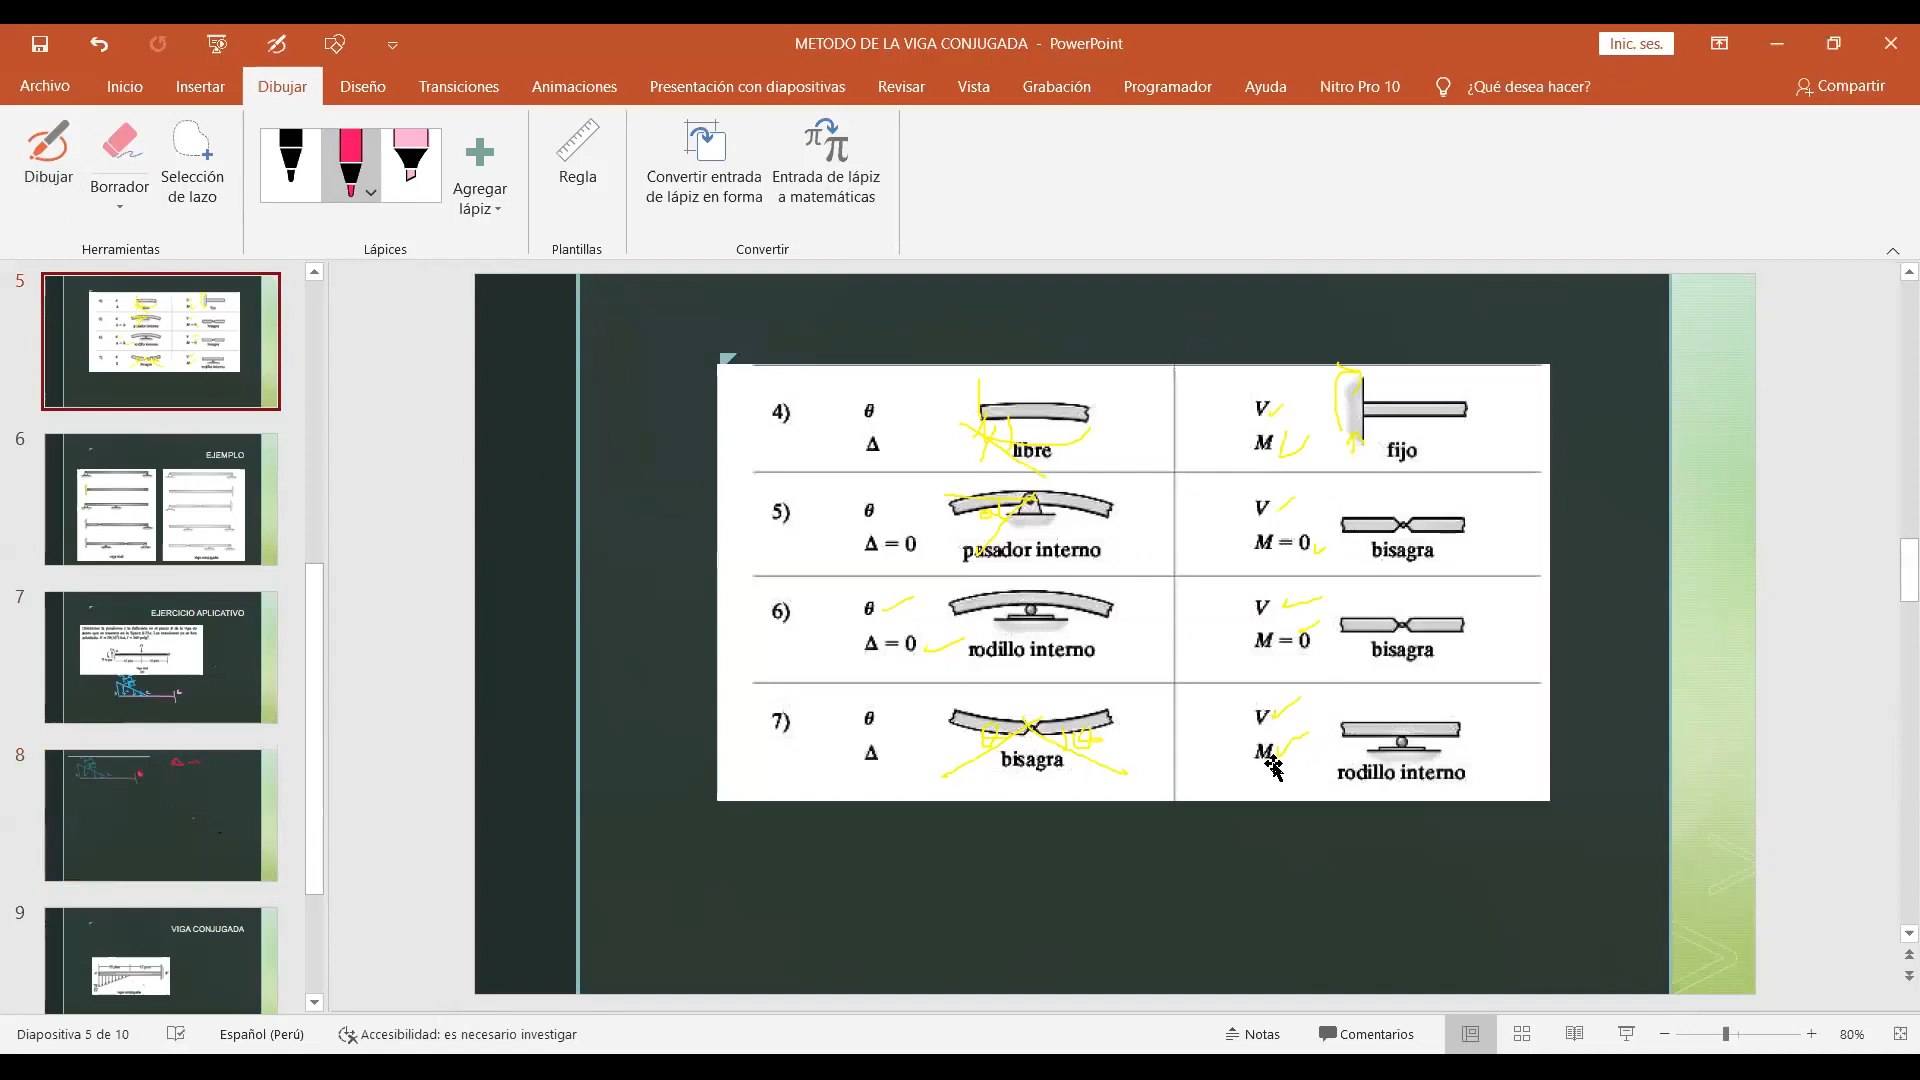 METODO DE LA VIGA CONJUGADA - PowerPoint
Inic. ses.
Archivo Inicio Insertar Dibujar Diseño Transiciones Animaciones Presentación con diapositivas Revisar Vista Grabación Programador Ayuda Nitro Pro 10 ¿Qué desea hacer? Compartir
Dibujar
Borrador
Selección de lazo
Agregar lápiz
Regla
Convertir entrada de lápiz en forma
Entrada de lápiz a matemáticas
Herramientas Lápices Plantillas Convertir
5
6
EJEMPLO
7
EJERCICIO APLICATIVO
8
9
VIGA CONJUGADA
4) θ V
Δ libre M fijo
5) θ V
Δ = 0 pasador interno M = 0 bisagra
6) θ V
Δ = 0 rodillo interno M = 0 bisagra
7) θ V
Δ bisagra M rodillo interno
Diapositiva 5 de 10 Español (Perú) Accesibilidad: es necesario investigar Notas Comentarios 80%